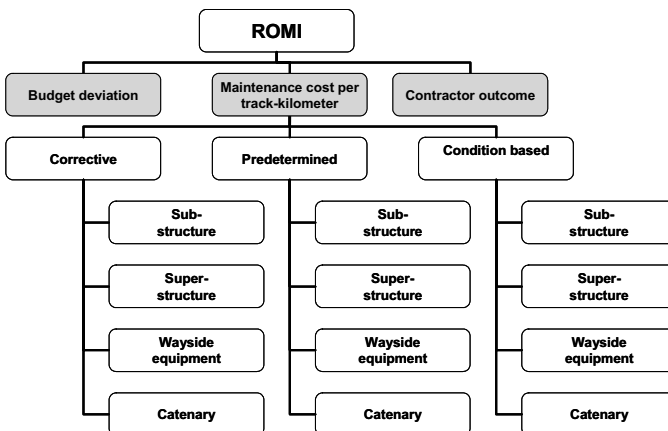 ROMI
Budget deviation
Maintenance cost per
track-kilometer
Contractor outcome
Corrective
Predetermined
Condition based
Sub-
structure
Sub-
structure
Sub-
structure
Super-
structure
Super-
structure
Super-
structure
Wayside
equipment
Wayside
equipment
Wayside
equipment
Catenary
Catenary
Catenary